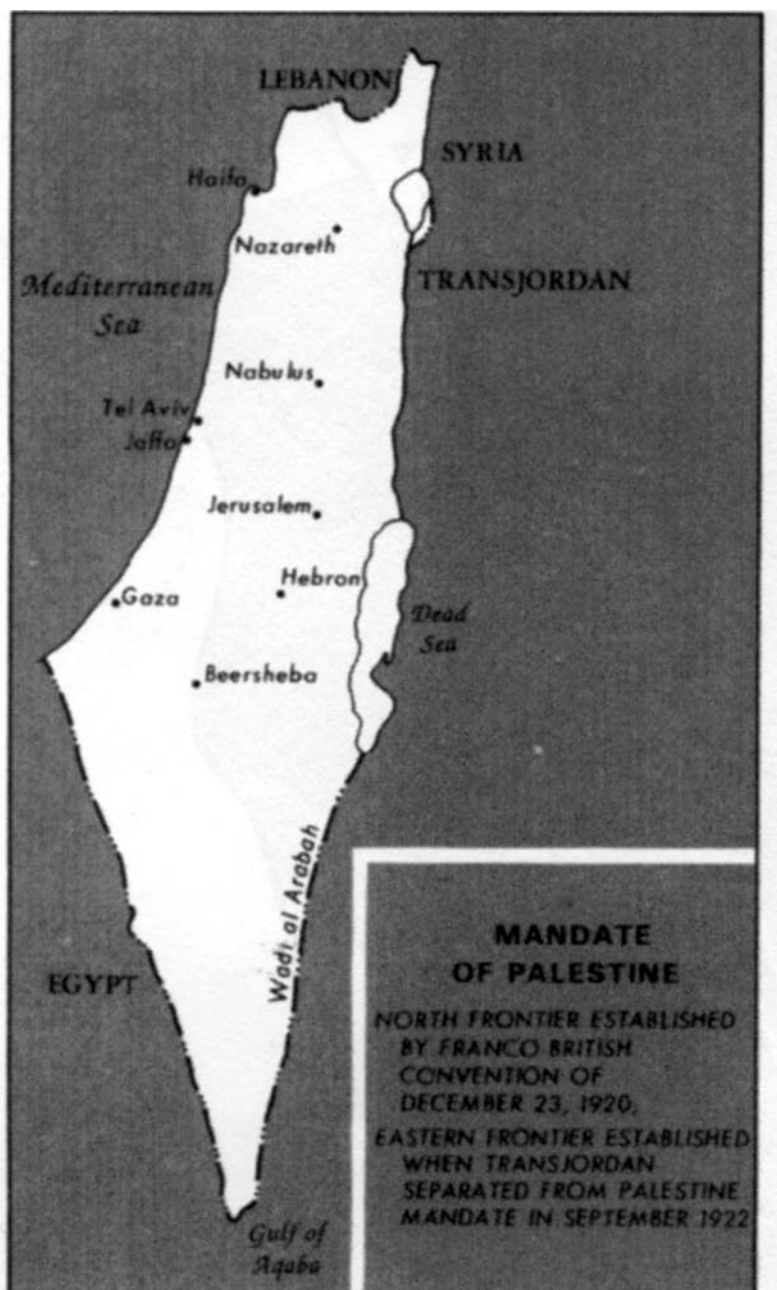 LEBANON
SYRIA
Haifa
Nazareth
Mediterranean
Sea
TRANSJORDAN
Nabulus
Tel Aviv
Jaffa
Jerusalem
Hebron
Gaza
Dead
Sea
Beersheba
Wadi al Arabah
EGYPT
MANDATE
OF PALESTINE
NORTH FRONTIER ESTABLISHED
BY FRANCO BRITISH
CONVENTION OF
DECEMBER 23, 1920;
EASTERN FRONTIER ESTABLISHED
WHEN TRANSJORDAN
SEPARATED FROM PALESTINE
MANDATE IN SEPTEMBER 1922
Gulf of
Aqaba